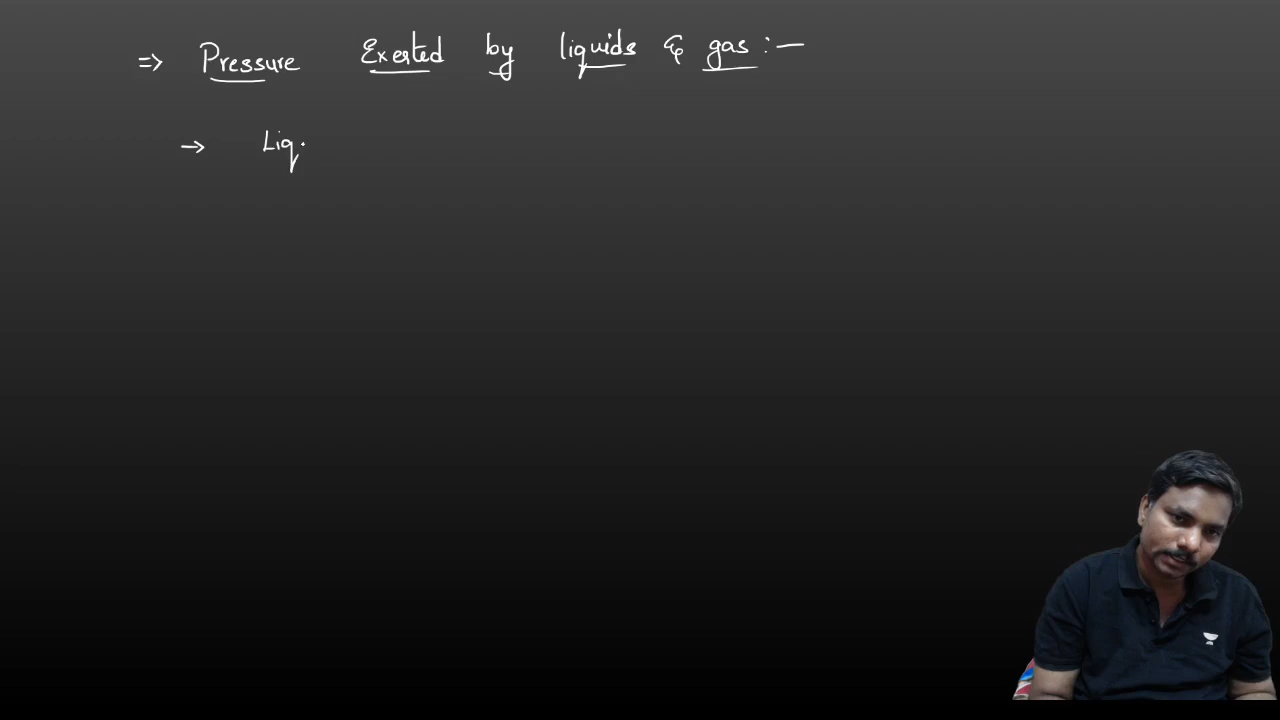 => Pressure Exerted by liquids & gas :-
→ Liq